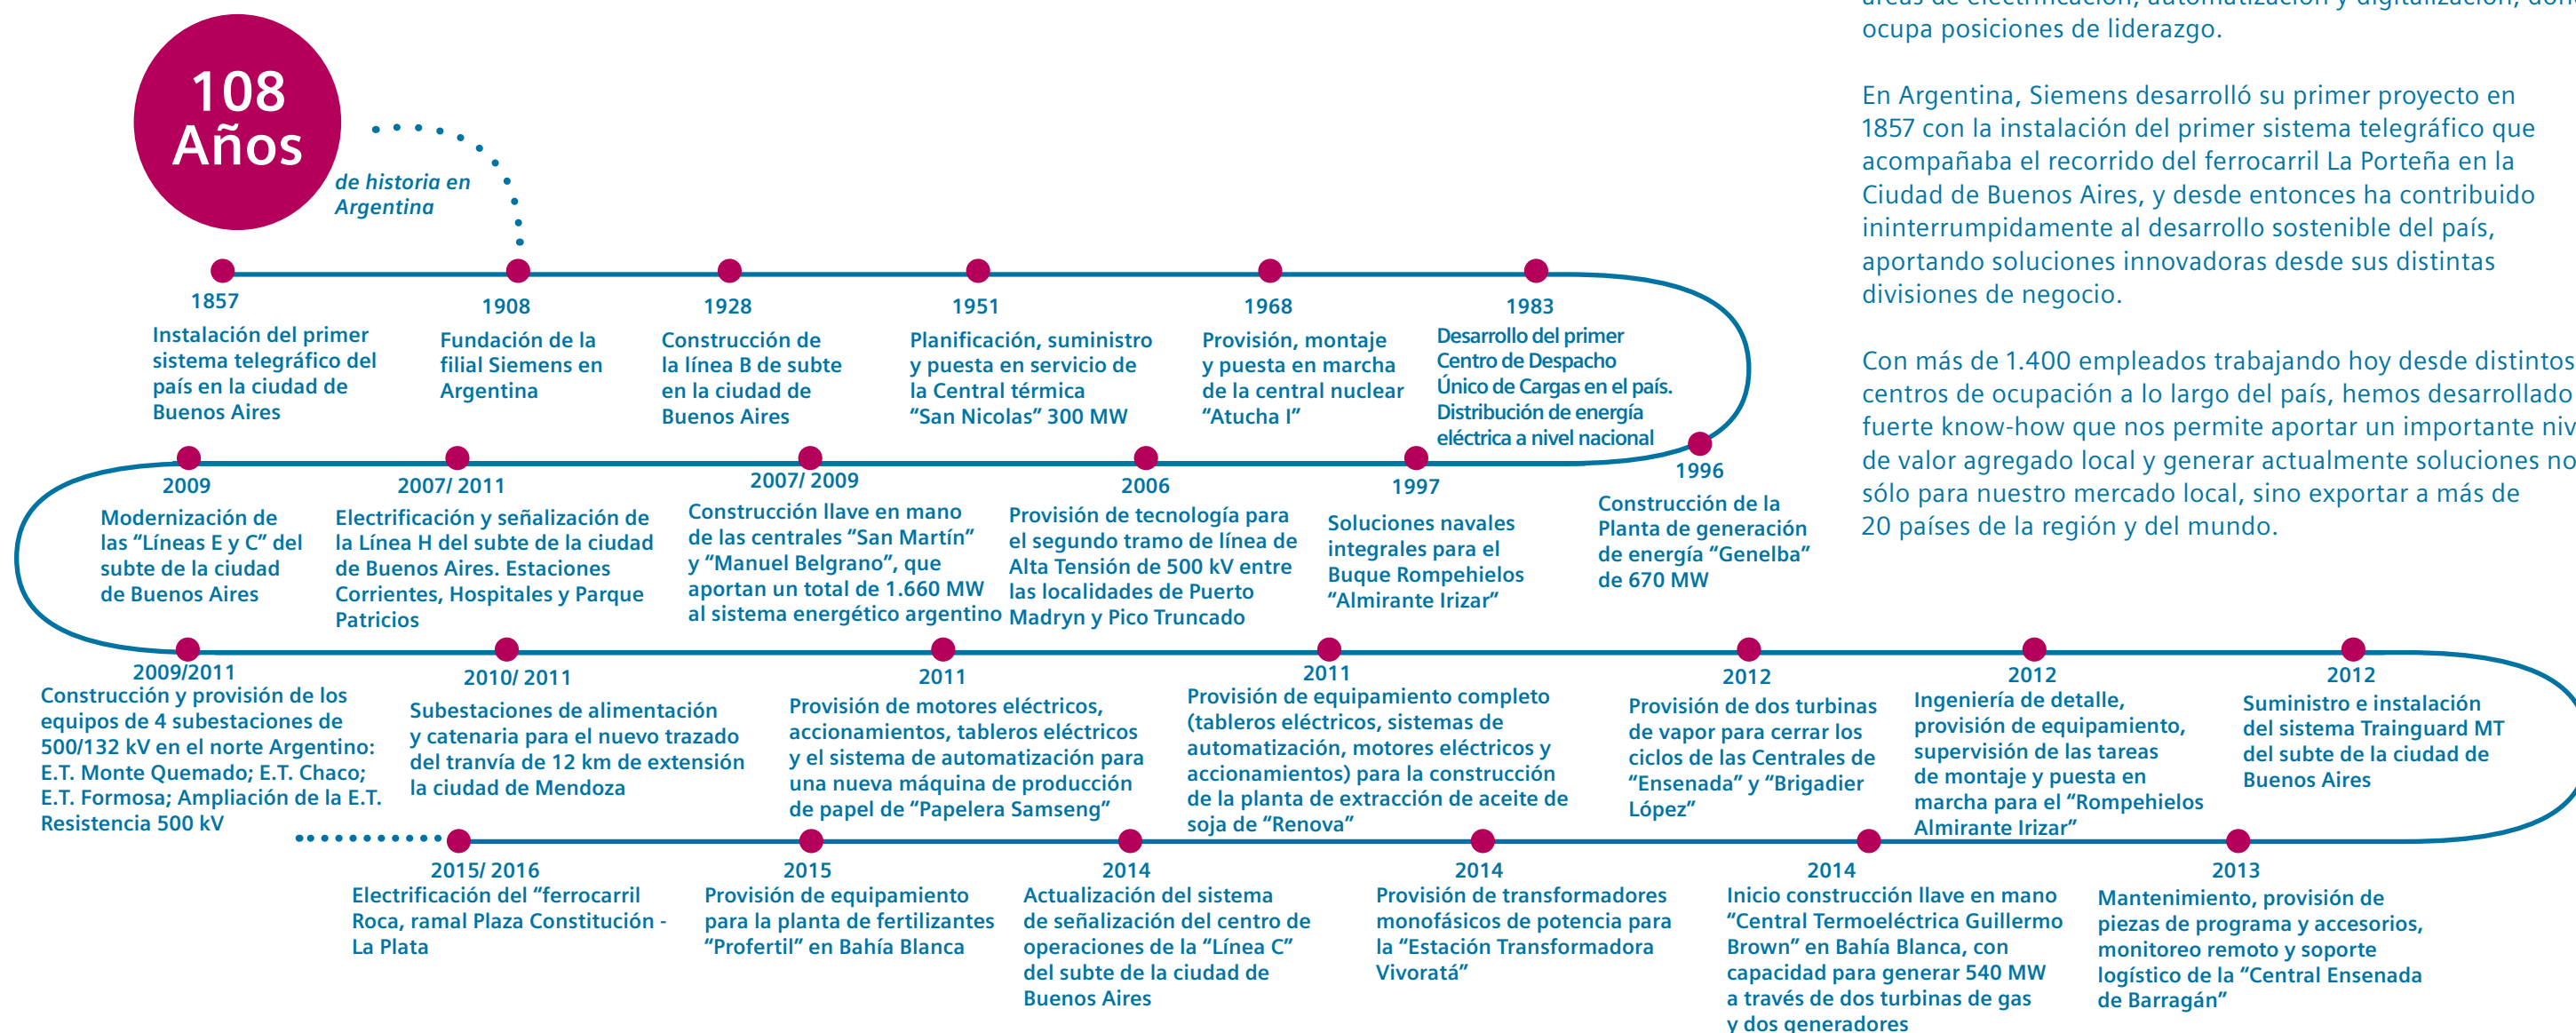 108
Años
de historia en
Argentina
1857
Instalación del primer
sistema telegráfico del
país en la ciudad de
Buenos Aires
1908
Fundación de la
filial Siemens en
Argentina
1928
Construcción de
la línea B de subte
en la ciudad de
Buenos Aires
1951
Planificación, suministro
y puesta en servicio de
la Central térmica
“San Nicolas” 300 MW
1968
Provisión, montaje
y puesta en marcha
de la central nuclear
“Atucha I”
1983
Desarrollo del primer
Centro de Despacho
Único de Cargas en el país.
Distribución de energía
eléctrica a nivel nacional
1996
Construcción de la
Planta de generación
de energía “Genelba”
de 670 MW
1997
Soluciones navales
integrales para el
Buque Rompehielos
“Almirante Irizar”
2006
Provisión de tecnología para
el segundo tramo de línea de
Alta Tensión de 500 kV entre
las localidades de Puerto
Madryn y Pico Truncado
2007/ 2009
Construcción llave en mano
de las centrales “San Martín”
y “Manuel Belgrano”, que
aportan un total de 1.660 MW
al sistema energético argentino
2007/ 2011
Electrificación y señalización de
la Línea H del subte de la ciudad
de Buenos Aires. Estaciones
Corrientes, Hospitales y Parque
Patricios
2009
Modernización de
las “Líneas E y C” del
subte de la ciudad
de Buenos Aires
2009/2011
Construcción y provisión de los
equipos de 4 subestaciones de
500/132 kV en el norte Argentino:
E.T. Monte Quemado; E.T. Chaco;
E.T. Formosa; Ampliación de la E.T.
Resistencia 500 kV
2010/ 2011
Subestaciones de alimentación
y catenaria para el nuevo trazado
del tranvía de 12 km de extensión
la ciudad de Mendoza
2011
Provisión de motores eléctricos,
accionamientos, tableros eléctricos
y el sistema de automatización para
una nueva máquina de producción
de papel de “Papelera Samseng”
2011
Provisión de equipamiento completo
(tableros eléctricos, sistemas de
automatización, motores eléctricos y
accionamientos) para la construcción
de la planta de extracción de aceite de
soja de “Renova”
2012
Provisión de dos turbinas
de vapor para cerrar los
ciclos de las Centrales de
“Ensenada” y “Brigadier
López”
2012
Ingeniería de detalle,
provisión de equipamiento,
supervisión de las tareas
de montaje y puesta en
marcha para el “Rompehielos
Almirante Irizar”
2012
Suministro e instalación
del sistema Trainguard MT
del subte de la ciudad de
Buenos Aires
2013
Mantenimiento, provisión de
piezas de programa y accesorios,
monitoreo remoto y soporte
logístico de la “Central Ensenada
de Barragán”
2014
Inicio construcción llave en mano
“Central Termoeléctrica Guillermo
Brown” en Bahía Blanca, con
capacidad para generar 540 MW
a través de dos turbinas de gas
y dos generadores
2014
Provisión de transformadores
monofásicos de potencia para
la “Estación Transformadora
Vivoratá”
2014
Actualización del sistema
de señalización del centro de
operaciones de la “Línea C”
del subte de la ciudad de
Buenos Aires
2015
Provisión de equipamiento
para la planta de fertilizantes
“Profertil” en Bahía Blanca
2015/ 2016
Electrificación del “ferrocarril
Roca, ramal Plaza Constitución -
La Plata
áreas de electrificación, automatización y digitalización,
ocupa posiciones de liderazgo.
En Argentina, Siemens desarrolló su primer proyecto en
1857 con la instalación del primer sistema telegráfico que
acompañaba el recorrido del ferrocarril La Porteña en la
Ciudad de Buenos Aires, y desde entonces ha contribuido
ininterrumpidamente al desarrollo sostenible del país,
aportando soluciones innovadoras desde sus distintas
divisiones de negocio.
Con más de 1.400 empleados trabajando hoy desde distintos
centros de ocupación a lo largo del país, hemos desarrollado
fuerte know-how que nos permite aportar un importante
de valor agregado local y generar actualmente soluciones no
sólo para nuestro mercado local, sino exportar a más de
20 países de la región y del mundo.